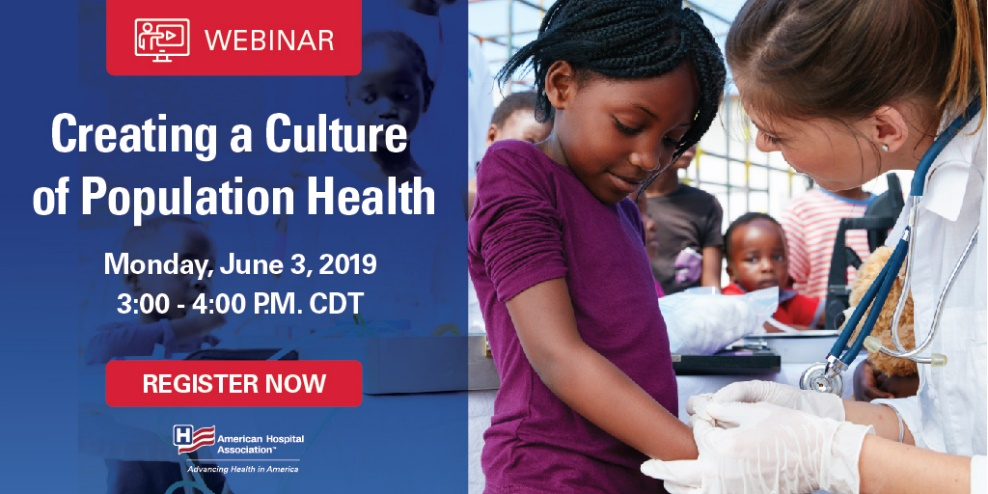 WEBINAR
Creating a Culture
of Population Health
Monday, June 3, 2019
3:00 - 4:00 P.M. CDT
REGISTER NOW
H
American Hospital
Association™
Advancing Health in America